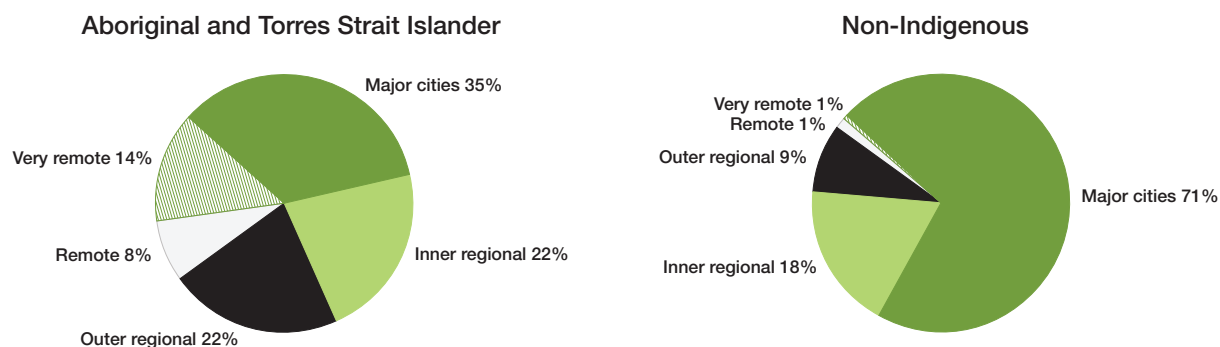 Aboriginal and Torres Strait Islander
Major cities 35%
Very remote 14%
Remote 8%
Inner regional 22%
Outer regional 22%
Non-Indigenous
Very remote 1%
Remote 1%
Outer regional 9%
Major cities 71%
Inner regional 18%